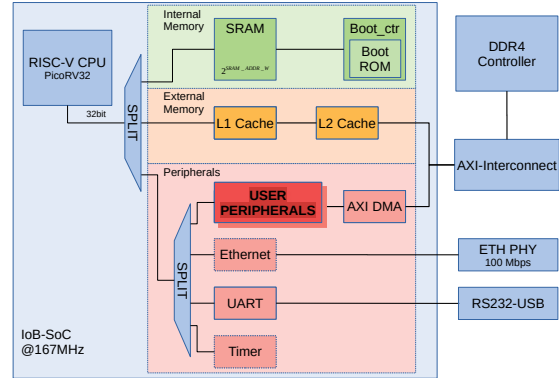 Internal
Memory
SRAM
2^SRAM_ADDR_W
Boot_ctr
Boot
ROM
RISC-V CPU
PicoRV32
32bit
SPLIT
External
Memory
L1 Cache
L2 Cache
DDR4
Controller
AXI-Interconnect
Peripherals
USER
PERIPHERALS
AXI DMA
SPLIT
Ethernet
ETH PHY
100 Mbps
UART
RS232-USB
Timer
IoB-SoC
@167MHz